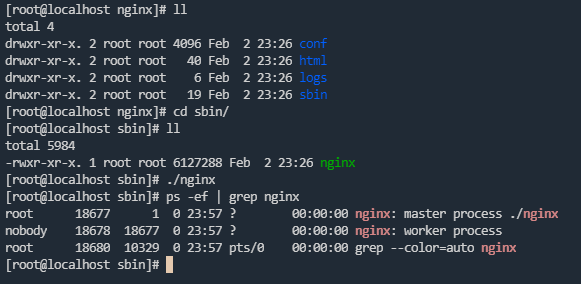 [root@localhost nginx]# ll
total 4
drwxr-xr-x. 2 root root 4096 Feb  2 23:26 conf
drwxr-xr-x. 2 root root   40 Feb  2 23:26 html
drwxr-xr-x. 2 root root    6 Feb  2 23:26 logs
drwxr-xr-x. 2 root root   19 Feb  2 23:26 sbin
[root@localhost nginx]# cd sbin/
[root@localhost sbin]# ll
total 5984
-rwxr-xr-x. 1 root root 6127288 Feb  2 23:26 nginx
[root@localhost sbin]# ./nginx
[root@localhost sbin]# ps -ef | grep nginx
root      18677      1  0 23:57 ?        00:00:00 nginx: master process ./nginx
nobody    18678  18677  0 23:57 ?        00:00:00 nginx: worker process
root      18680  10329  0 23:57 pts/0    00:00:00 grep --color=auto nginx
[root@localhost sbin]#